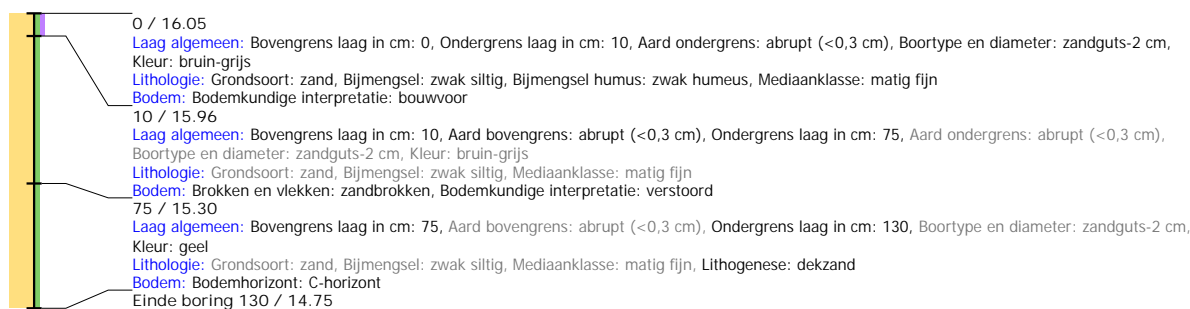 0 / 16.05
Laag algemeen: Bovengrens laag in cm: 0, Ondergrens laag in cm: 10, Aard ondergrens: abrupt (<0,3 cm), Boortype en diameter: zandguts-2 cm,
Kleur: bruin-grijs
Lithologie: Grondsoort: zand, Bijmengsel: zwak siltig, Bijmengsel humus: zwak humeus, Mediaanklasse: matig fijn
Bodem: Bodemkundige interpretatie: bouwvoor
10 / 15.96
Laag algemeen: Bovengrens laag in cm: 10, Aard bovengrens: abrupt (<0,3 cm), Ondergrens laag in cm: 75, Aard ondergrens: abrupt (<0,3 cm),
Boortype en diameter: zandguts-2 cm, Kleur: bruin-grijs
Lithologie: Grondsoort: zand, Bijmengsel: zwak siltig, Mediaanklasse: matig fijn
Bodem: Brokken en vlekken: zandbrokken, Bodemkundige interpretatie: verstoord
75 / 15.30
Laag algemeen: Bovengrens laag in cm: 75, Aard bovengrens: abrupt (<0,3 cm), Ondergrens laag in cm: 130, Boortype en diameter: zandguts-2 cm,
Kleur: geel
Lithologie: Grondsoort: zand, Bijmengsel: zwak siltig, Mediaanklasse: matig fijn, Lithogenese: dekzand
Bodem: Bodemhorizont: C-horizont
Einde boring 130 / 14.75